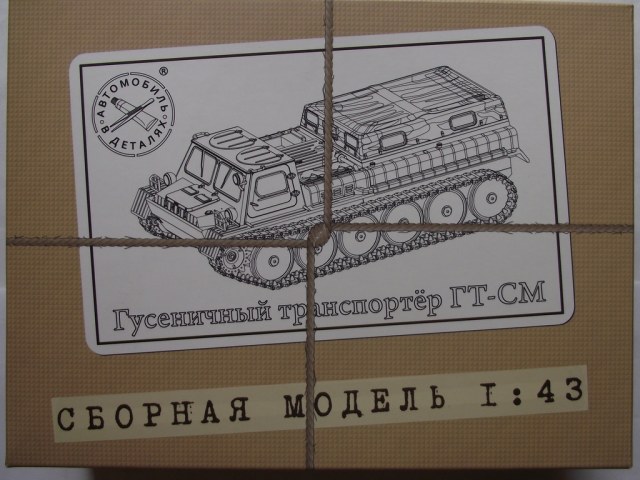 АВТОМОБИЛЬ
В ДЕТАЛЯХ
®
Гусеничный транспортёр ГТ-СМ
СБОРНАЯ МОДЕЛЬ 1:43